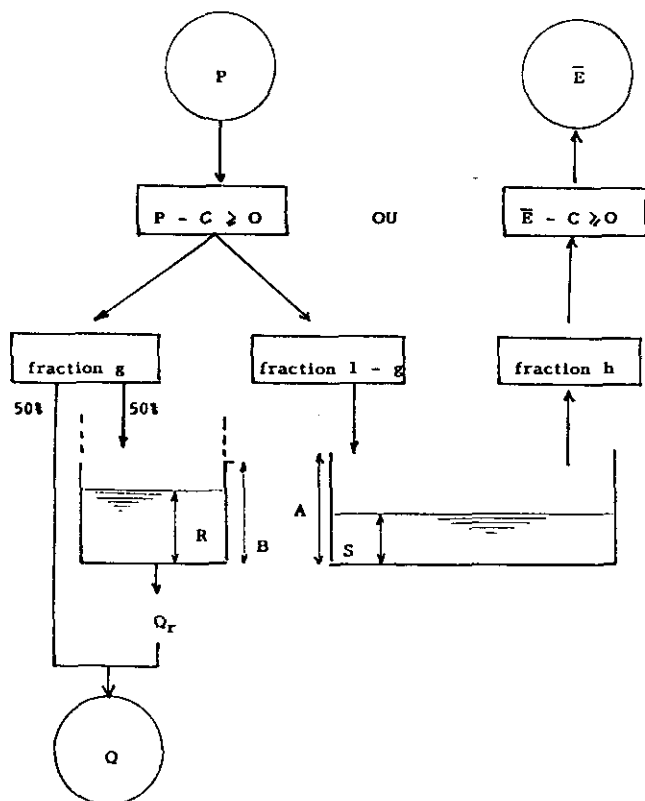 P
Ē
P - C ⩾ O
OU
Ē - C ⩾ O
fraction g
fraction 1 - g
fraction h
50%
50%
A
R
B
S
Qr
Q